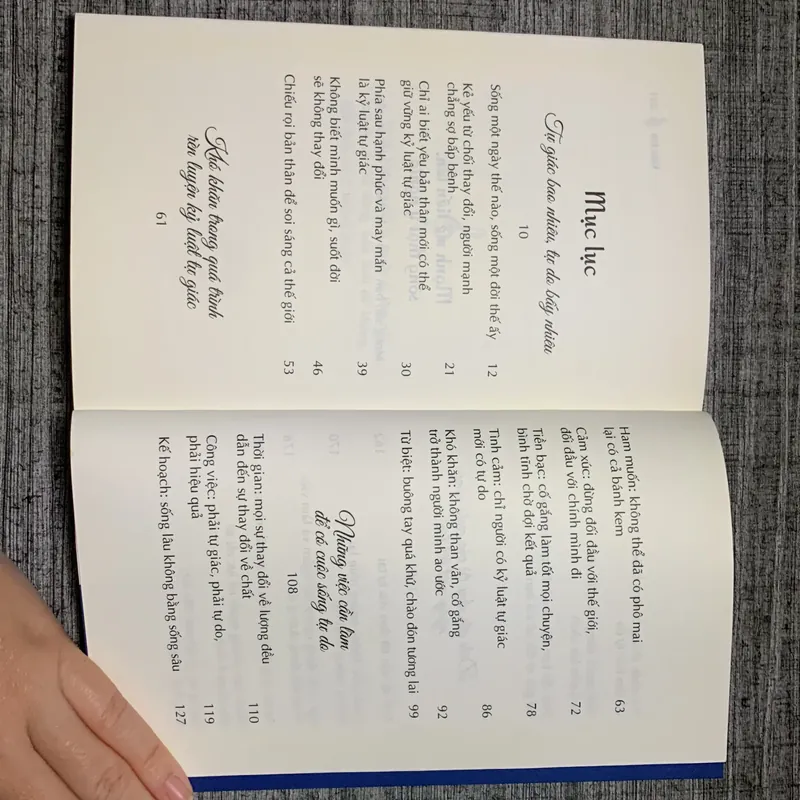 Mục lục
Tự giác bao nhiêu, tự do bấy nhiêu
10
Sống một ngày thế nào, sống một đời thế ấy 12
Kẻ yếu từ chối thay đổi, người mạnh
chẳng sợ bấp bênh 21
Chỉ ai biết yêu bản thân mới có thể
giữ vững kỷ luật tự giác 30
Phía sau hạnh phúc và may mắn
là kỷ luật tự giác 39
Không biết mình muốn gì, suốt đời
sẽ không thay đổi 46
Chiếu rọi bản thân để soi sáng cả thế giới 53
Khó khăn trong quá trình
rèn luyện kỷ luật tự giác
61
Ham muốn: không thể đã có phô mai
lại có cả bánh kem 63
Cảm xúc: đừng đối đầu với thế giới,
đối đầu với chính mình đi 72
Tiền bạc: cố gắng làm tốt mọi chuyện,
bình tĩnh chờ đợi kết quả 78
Tình cảm: chỉ người có kỷ luật tự giác
mới có tự do 86
Khó khăn: không than vãn, cố gắng
trở thành người mình ao ước 92
Từ biệt: buông tay quá khứ, chào đón tương lai 99
Những việc cần làm
để có cuộc sống tự do
108
Thời gian: mọi sự thay đổi về lượng đều
dẫn đến sự thay đổi về chất 110
Công việc: phải tự giác, phải tự do,
phải hiệu quả 119
Kế hoạch: sống lâu không bằng sống sâu 127